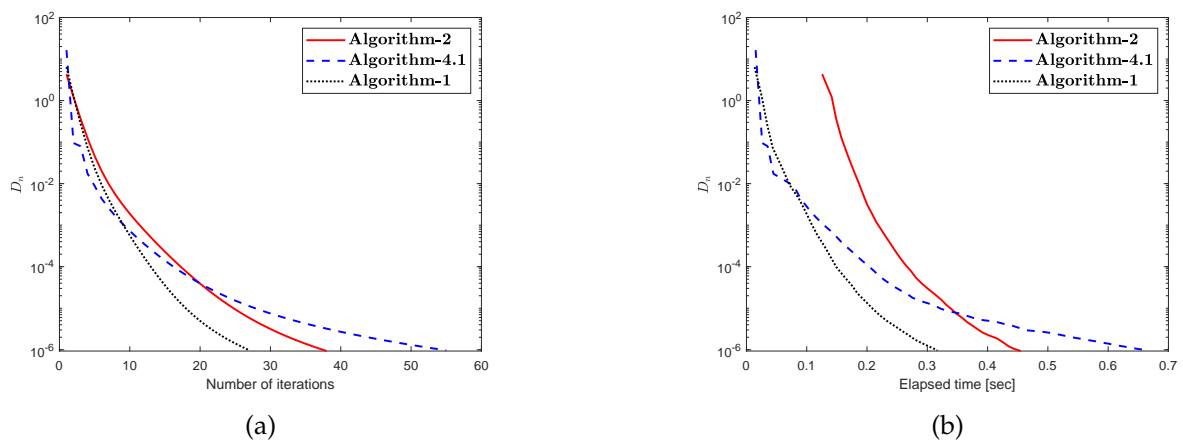 10^2
10^0
10^-2
10^-4
10^-6
D_n
0 10 20 30 40 50 60
Number of iterations
Algorithm-2
Algorithm-4.1
Algorithm-1
(a)
10^2
10^0
10^-2
10^-4
10^-6
D_n
0 0.1 0.2 0.3 0.4 0.5 0.6 0.7
Elapsed time [sec]
Algorithm-2
Algorithm-4.1
Algorithm-1
(b)